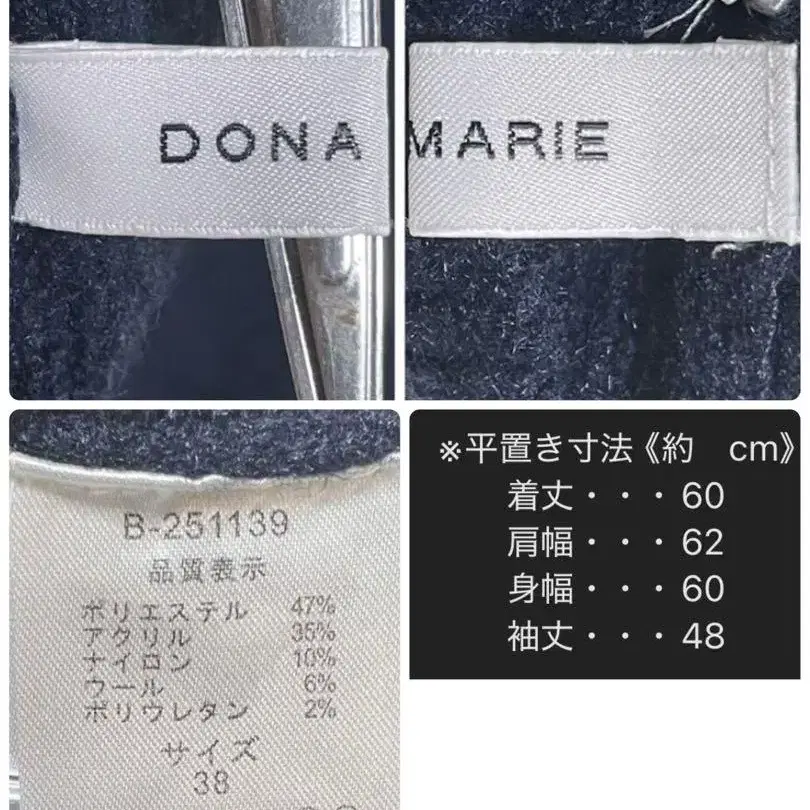 DONA
MARIE
B-251139
品質表示
ポリエステル 47%
アクリル 35%
ナイロン 10%
ウール 6%
ポリウレタン 2%
サイズ
38
※平置き寸法《約 cm》
着丈・・・60
肩幅・・・62
身幅・・・60
袖丈・・・48